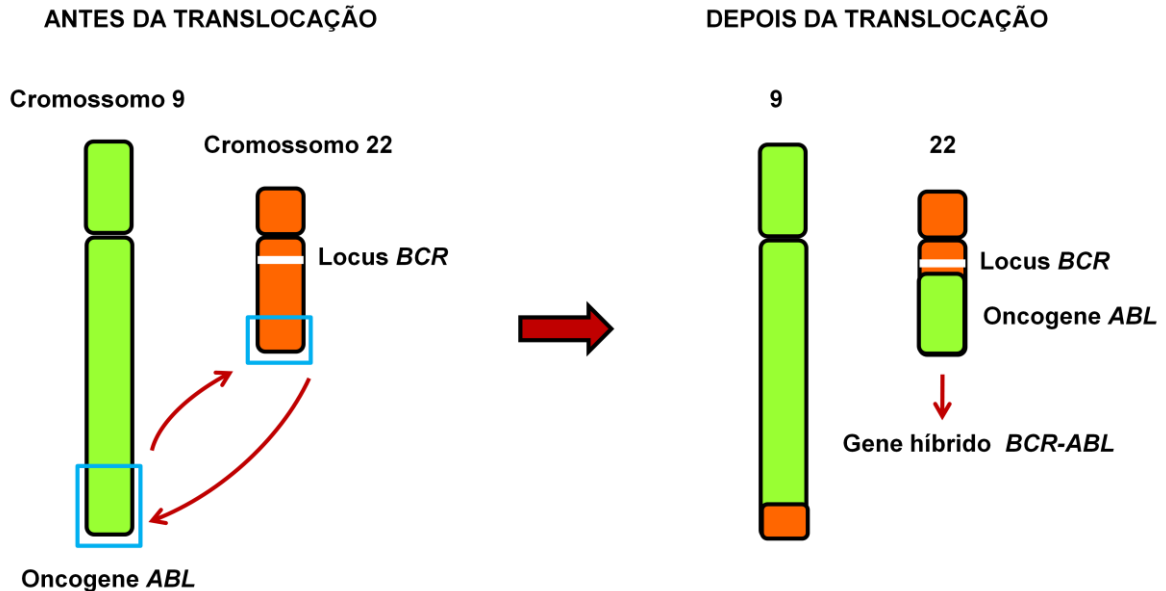 ANTES DA TRANSLOCAÇÃO
Cromossomo 9
Cromossomo 22
Locus BCR
Oncogene ABL
DEPOIS DA TRANSLOCAÇÃO
9
22
Locus BCR
Oncogene ABL
Gene híbrido BCR-ABL